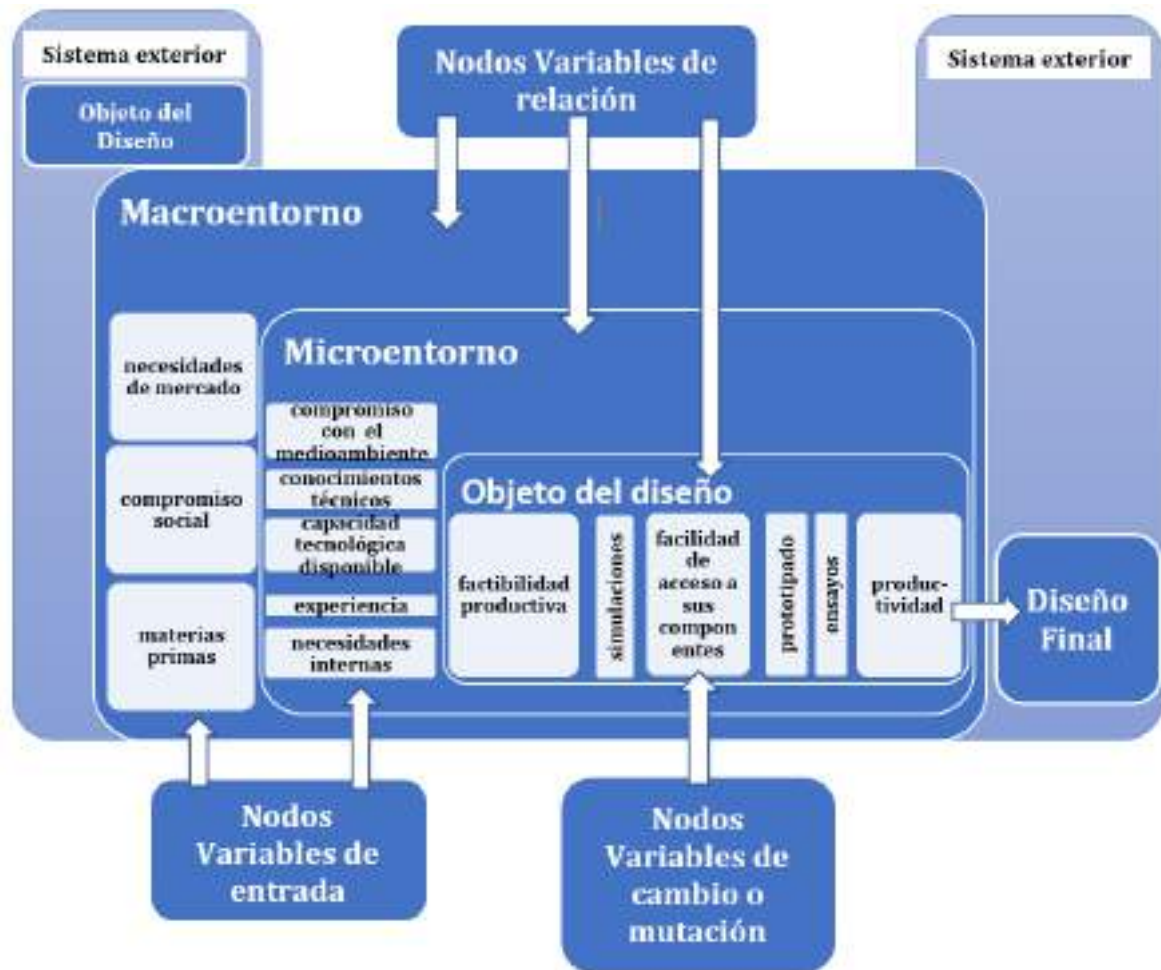 Sistema exterior
Objeto del
Diseño
Nodos Variables de
relación
Sistema exterior
Macroentorno
necesidades
de mercado
compromiso
social
materias
primas
Microentorno
compromiso
con el
medioambiente
conocimientos
técnicos
capacidad
tecnológica
disponible
experiencia
necesidades
internas
Objeto del diseño
factibilidad
productiva
simulaciones
facilidad
de
acceso a
sus
compon
entes
prototipado
ensayos
produc-
tividad
Diseño
Final
Nodos
Variables de
entrada
Nodos
Variables de
cambio o
mutación